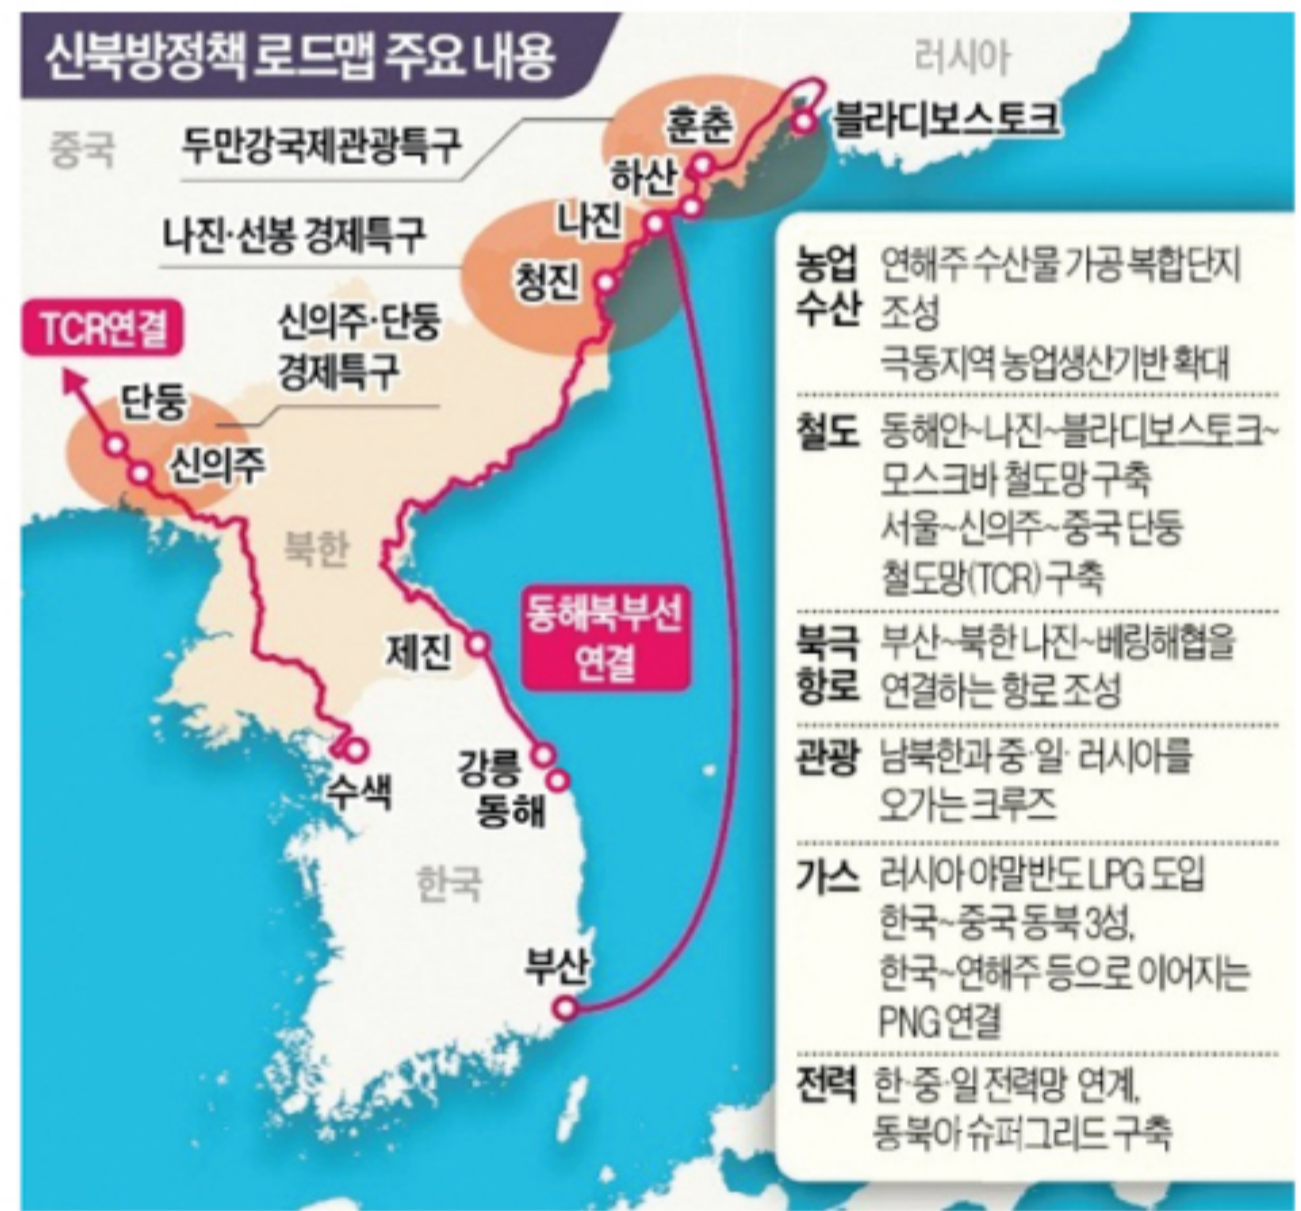 신북방정책 로드맵 주요 내용
러시아
중국
두만강국제관광특구
훈춘
블라디보스토크
하산
나진·선봉 경제특구
나진
청진
TCR연결
신의주·단둥
경제특구
단둥
신의주
북한
동해북부선
연결
제진
강릉
동해
수색
한국
부산
농업
수산
연해주 수산물 가공 복합단지
조성
극동지역 농업생산기반 확대
철도
동해안~나진~블라디보스토크~
모스크바 철도망 구축
서울~신의주~중국 단둥
철도망(TCR) 구축
북극
항로
부산~북한 나진~베링해협을
연결하는 항로 조성
관광
남북한과 중·일· 러시아를
오가는 크루즈
가스
러시아 야말반도 LPG 도입
한국~중국 동북 3성,
한국~연해주 등으로 이어지는
PNG 연결
전력
한·중·일 전력망 연계,
동북아 슈퍼그리드 구축